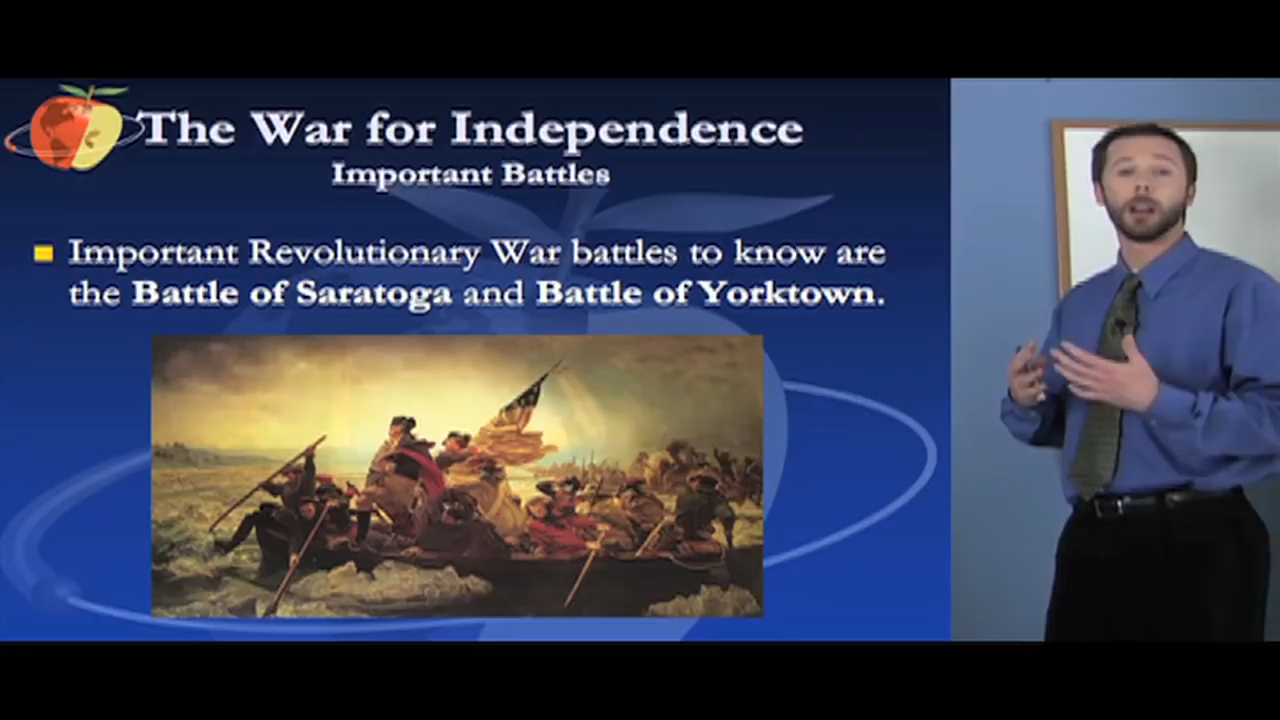 The War for Independence
Important Battles
Important Revolutionary War battles to know are
the Battle of Saratoga and Battle of Yorktown.